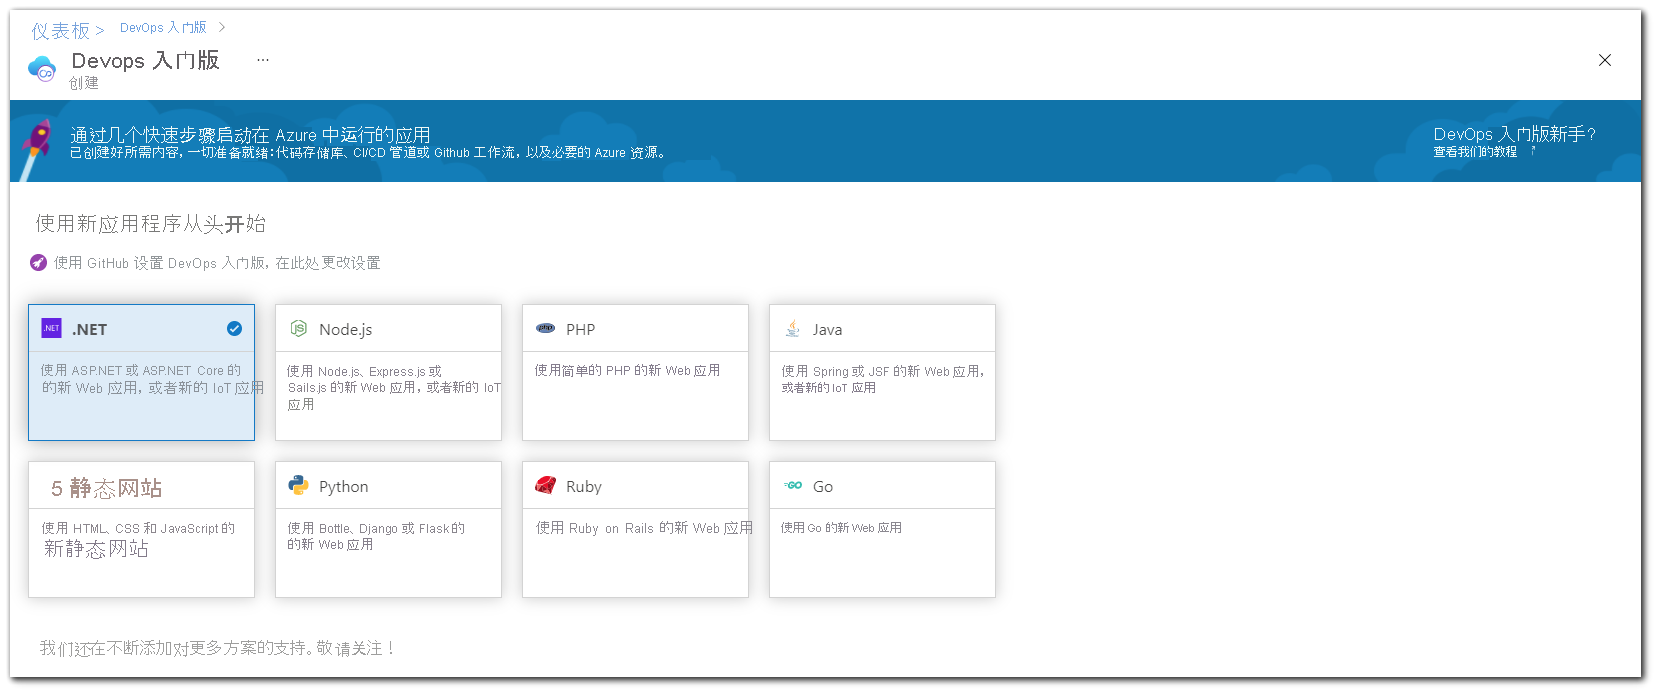 仪表板 > DevOps 入门版 >
Devops 入门版 ...
创建
通过几个快速步骤启动在 Azure 中运行的应用
已创建好所需内容, 一切准备就绪: 代码存储库、CI/CD 管道或 Github 工作流, 以及必要的 Azure 资源。
DevOps 入门版新手?
查看我们的教程
使用新应用程序从头开始
使用 GitHub 设置 DevOps 入门版, 在此处更改设置
.NET .NET
使用 ASP.NET 或 ASP.NET Core 的
的新 Web 应用, 或者新的 IoT 应用
JS Node.js
使用 Node.js、Express.js 或
Sails.js 的新 Web 应用, 或者新的 IoT
应用
php PHP
使用简单的 PHP 的新 Web 应用
Java
使用 Spring 或 JSF 的新 Web 应用,
或者新的 IoT 应用
5 静态网站
使用 HTML、CSS 和 JavaScript 的
新静态网站
Python
使用 Bottle、Django 或 Flask 的
的新 Web 应用
Ruby
使用 Ruby on Rails 的新 Web 应用
GO Go
使用 Go 的新 Web 应用
我们还在不断添加对更多方案的支持。敬请关注！